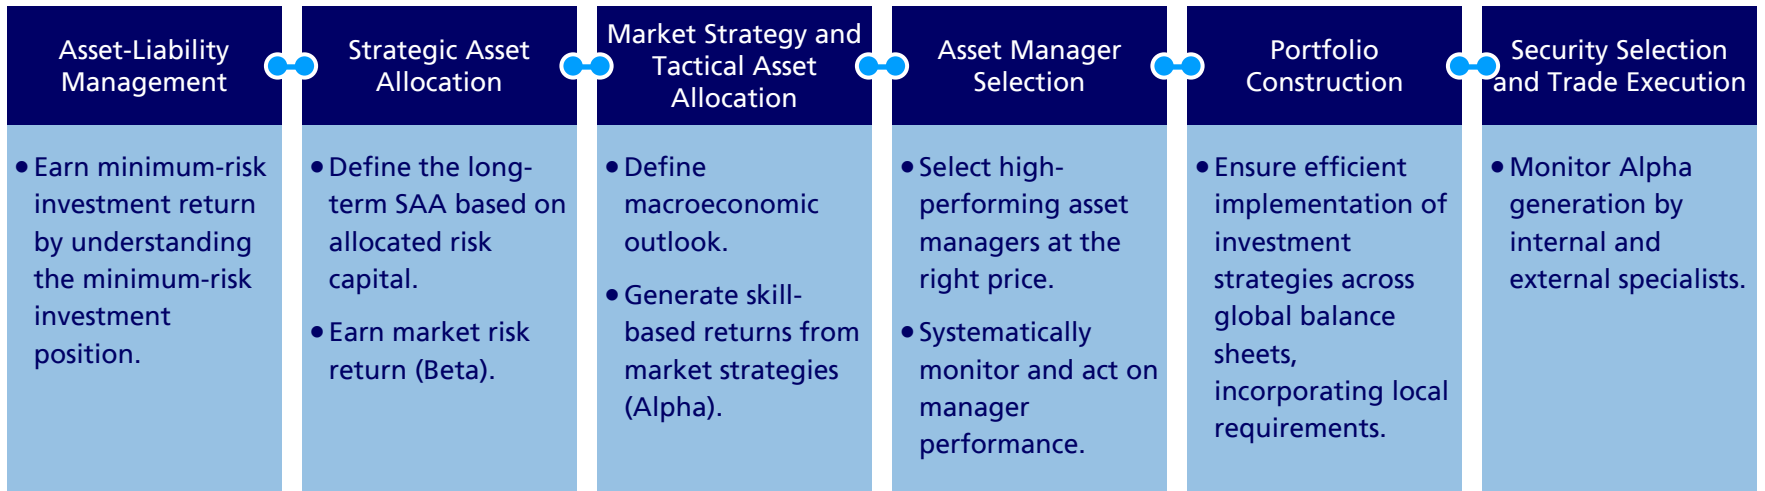 Asset-Liability
Management
Strategic Asset
Allocation
Market Strategy and
Tactical Asset
Allocation
Asset Manager
Selection
Portfolio
Construction
Security Selection
and Trade Execution
• Earn minimum-risk
investment return
by understanding
the minimum-risk
investment
position.
• Define the long-
term SAA based on
allocated risk
capital.
• Earn market risk
return (Beta).
• Define
macroeconomic
outlook.
• Generate skill-
based returns from
market strategies
(Alpha).
• Select high-
performing asset
managers at the
right price.
• Systematically
monitor and act on
manager
performance.
• Ensure efficient
implementation of
investment
strategies across
global balance
sheets,
incorporating local
requirements.
• Monitor Alpha
generation by
internal and
external specialists.